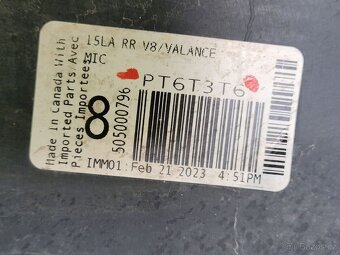 15LA RR V8/VALANCE
MIC
PT6T3T6
Made In Canada With
Imported Parts Avec
Pieces Importees
8
505000796
IMM01:Feb 21 2023 4:51PM